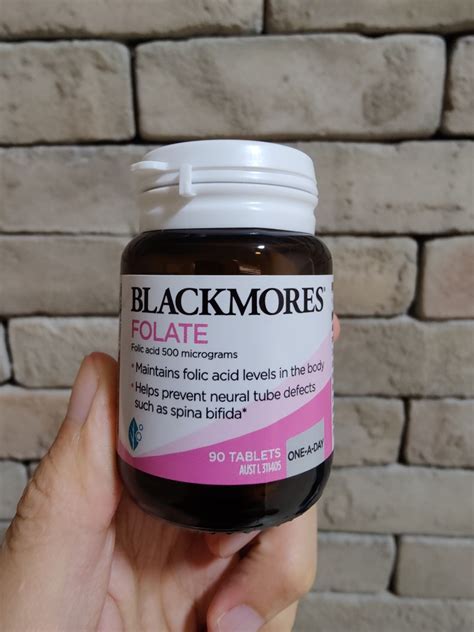 BLACKMORES®
FOLATE
Folic acid 500 micrograms
• Maintains folic acid levels in the body
• Helps prevent neural tube defects
such as spina bifida*
90 TABLETS
AUST L 311405
ONE-A-DAY